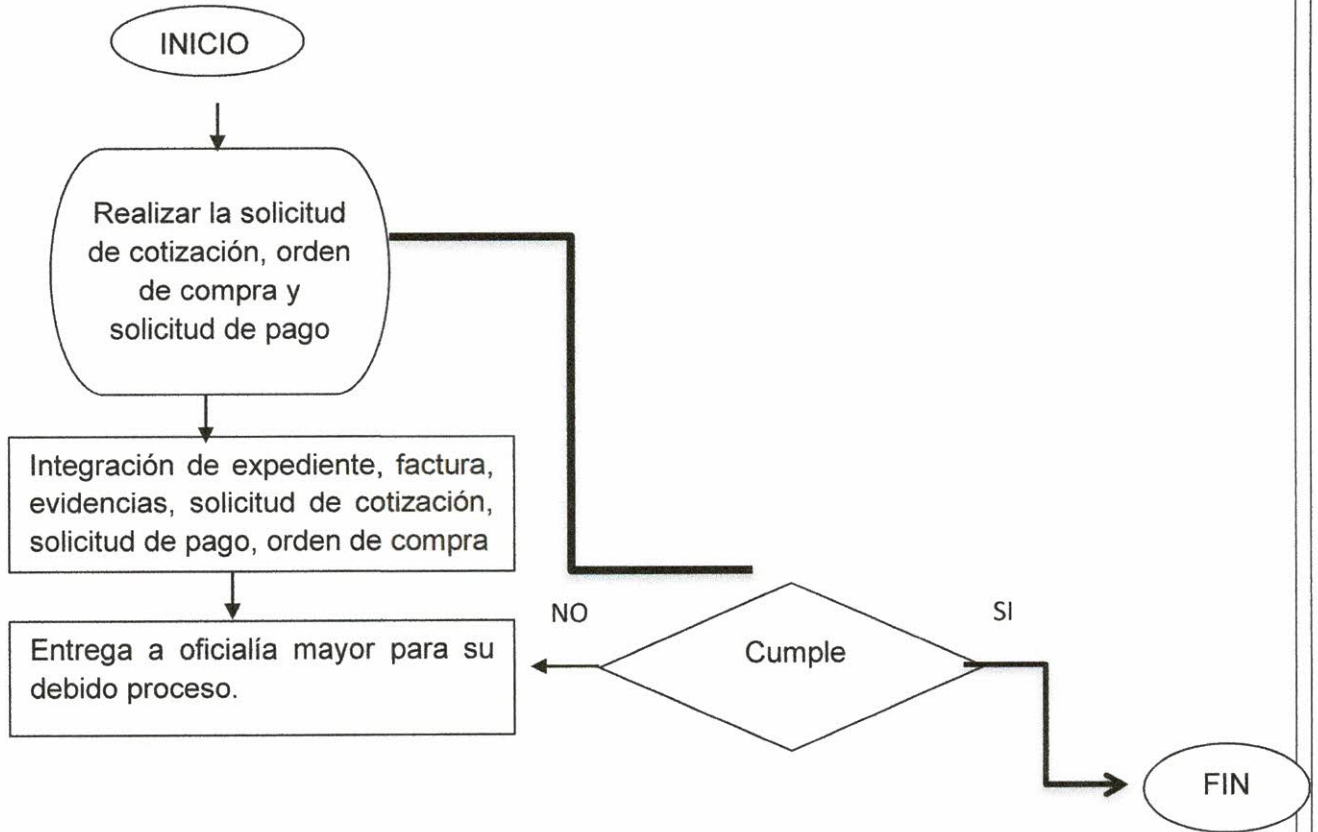 INICIO
Realizar la solicitud
de cotización, orden
de compra y
solicitud de pago
Integración de expediente, factura,
evidencias, solicitud de cotización,
solicitud de pago, orden de compra
Entrega a oficialía mayor para su
debido proceso.
NO
Cumple
SI
FIN